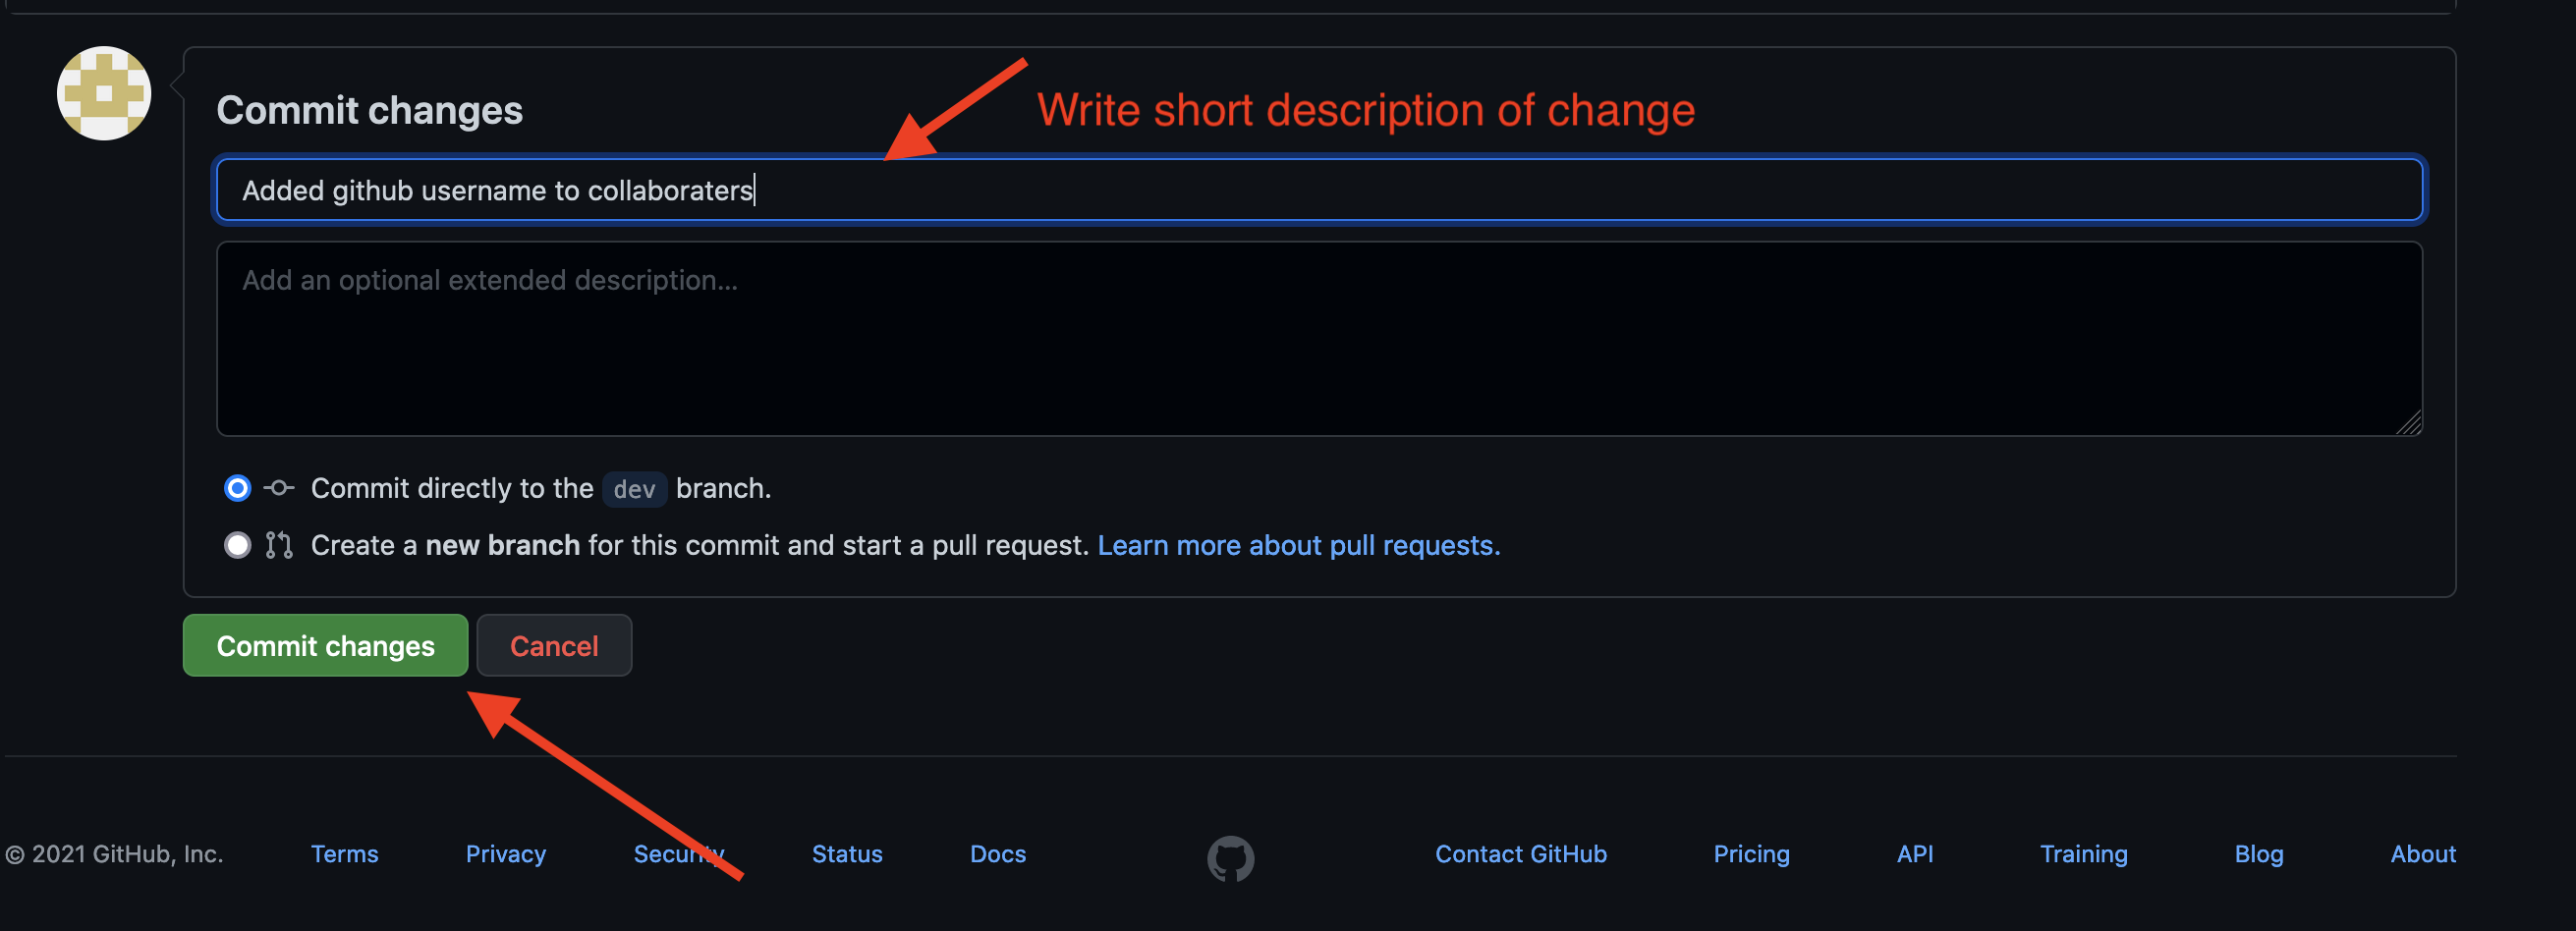 Commit changes
Write short description of change
Added github username to collaboraters
Add an optional extended description...
Commit directly to the dev branch.
Create a new branch for this commit and start a pull request. Learn more about pull requests.
Commit changes Cancel
© 2021 GitHub, Inc. Terms Privacy Security Status Docs Contact GitHub Pricing API Training Blog About